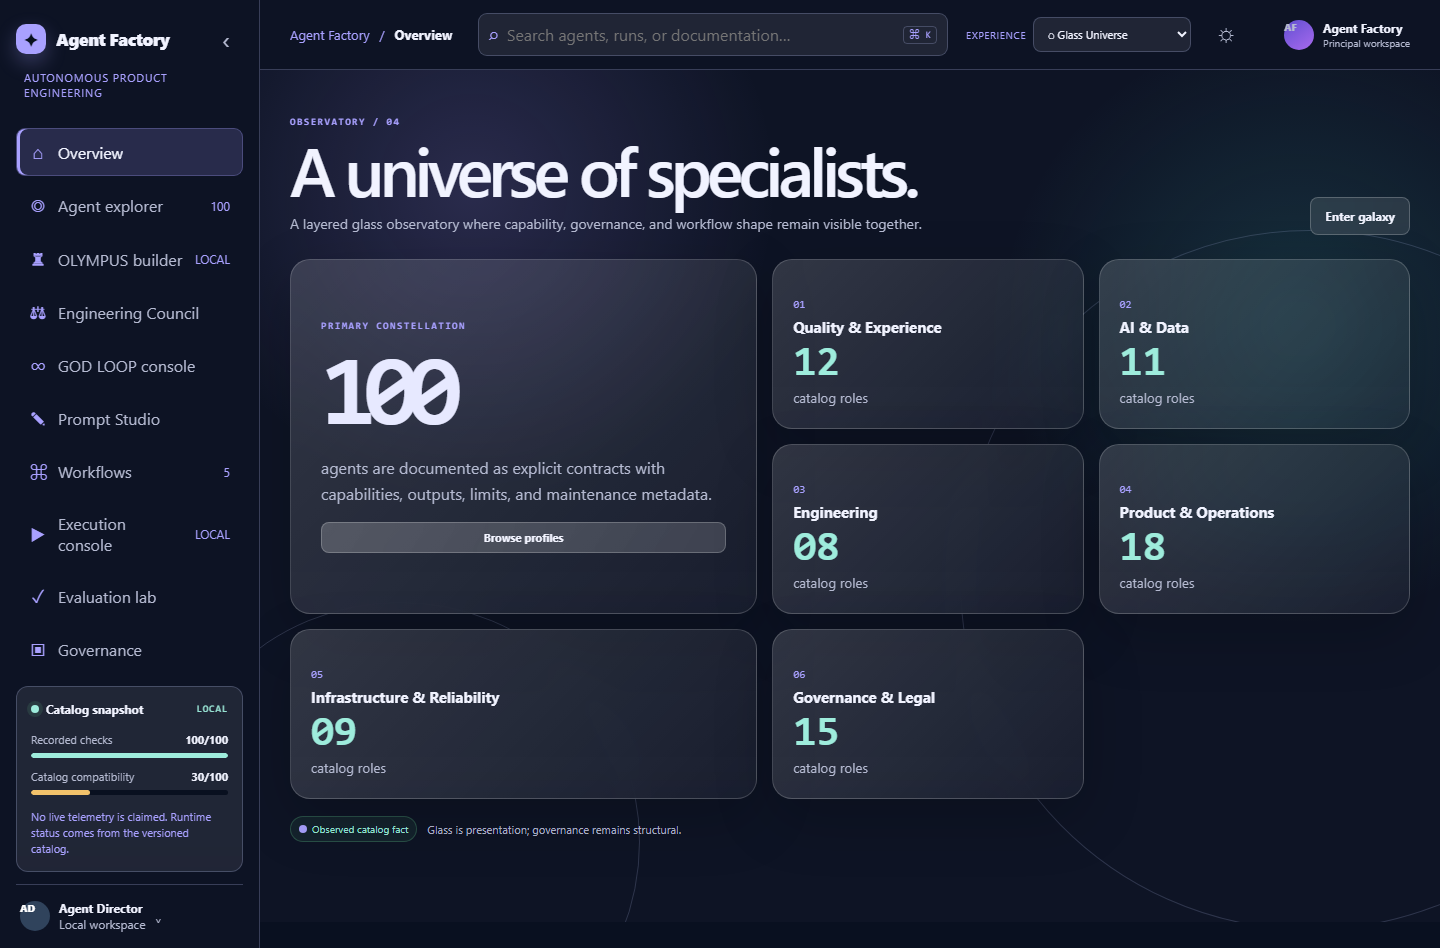 Agent Factory
AUTONOMOUS PRODUCT
ENGINEERING
Overview
Agent explorer 100
OLYMPUS builder LOCAL
Engineering Council
GOD LOOP console
Prompt Studio
Workflows 5
Execution
console LOCAL
Evaluation lab
Governance
Catalog snapshot LOCAL
Recorded checks 100/100
Catalog compatibility 30/100
No live telemetry is claimed. Runtime
status comes from the versioned
catalog.
AD Agent Director
Local workspace
Agent Factory / Overview
Search agents, runs, or documentation...
⌘ K
EXPERIENCE
Glass Universe
AF Agent Factory
Principal workspace
OBSERVATORY / 04
A universe of specialists.
A layered glass observatory where capability, governance, and workflow shape remain visible together.
Enter galaxy
PRIMARY CONSTELLATION
100
agents are documented as explicit contracts with
capabilities, outputs, limits, and maintenance metadata.
Browse profiles
01
Quality & Experience
12
catalog roles
02
AI & Data
11
catalog roles
03
Engineering
08
catalog roles
04
Product & Operations
18
catalog roles
05
Infrastructure & Reliability
09
catalog roles
06
Governance & Legal
15
catalog roles
Observed catalog fact
Glass is presentation; governance remains structural.